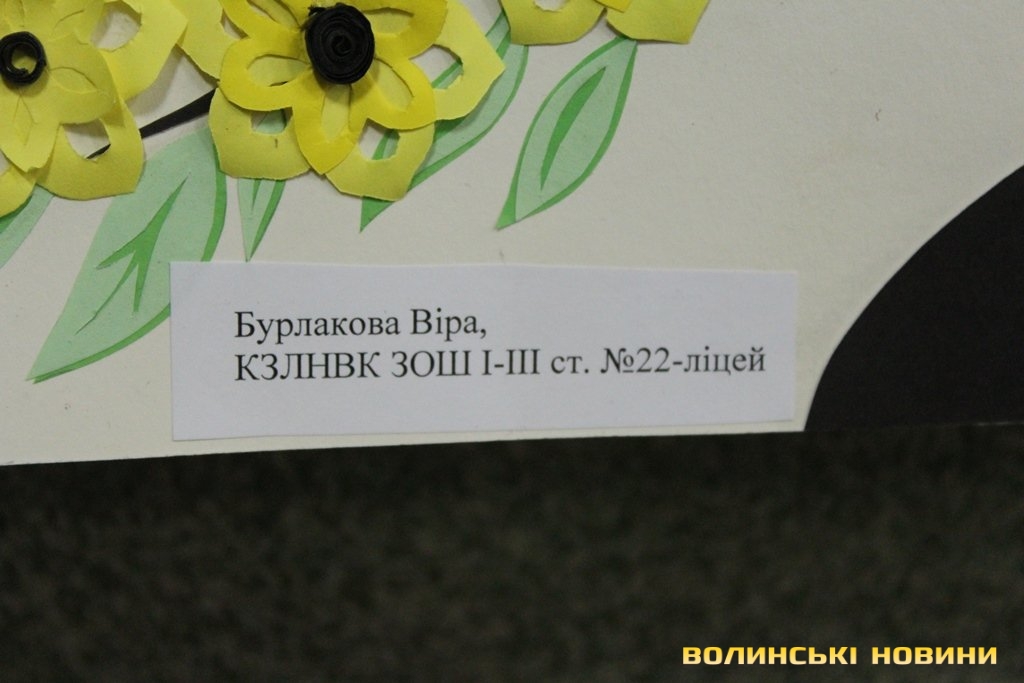 Бурлакова Віра,
КЗЛНВК ЗОШ І-ІІІ ст. №22-ліцей
ВОЛИНСЬКІ НОВИНИ